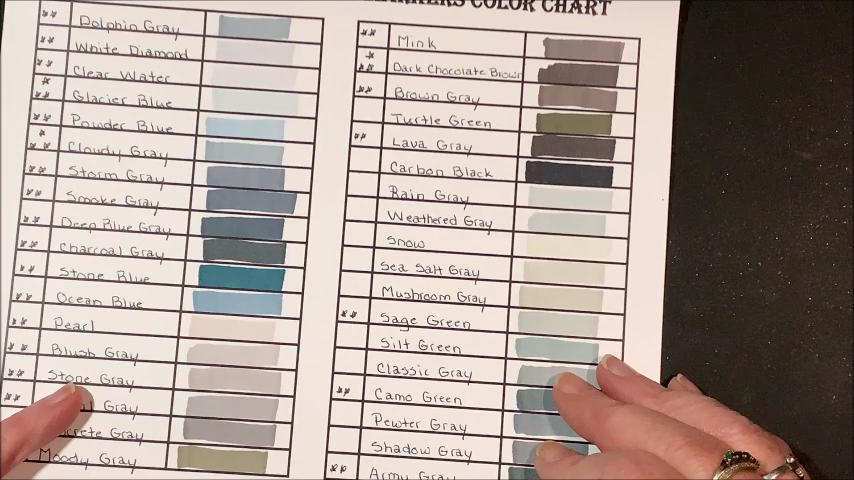 COLOR CHART
** Dolphin Gray
** White Diamond
** Clear Water
* Glacier Blue
** Powder Blue
* Cloudy Gray
** Storm Gray
** Smoke Gray
** Deep Blue Gray
** Charcoal Gray
** Stone Blue
** Ocean Blue
** Pearl
** Blush Gray
** Stone Gray
** Gray
Gray
Moody Gray
** Mink
* Dark Chocolate Brown
** Brown Gray
Turtle Green
** Lava Gray
Carbon Black
Rain Gray
Weathered Gray
Snow
Sea Salt Gray
Mushroom Gray
** Sage Green
Silt Green
Classic Gray
** Camo Green
Pewter Gray
Shadow Gray
** Army Gray